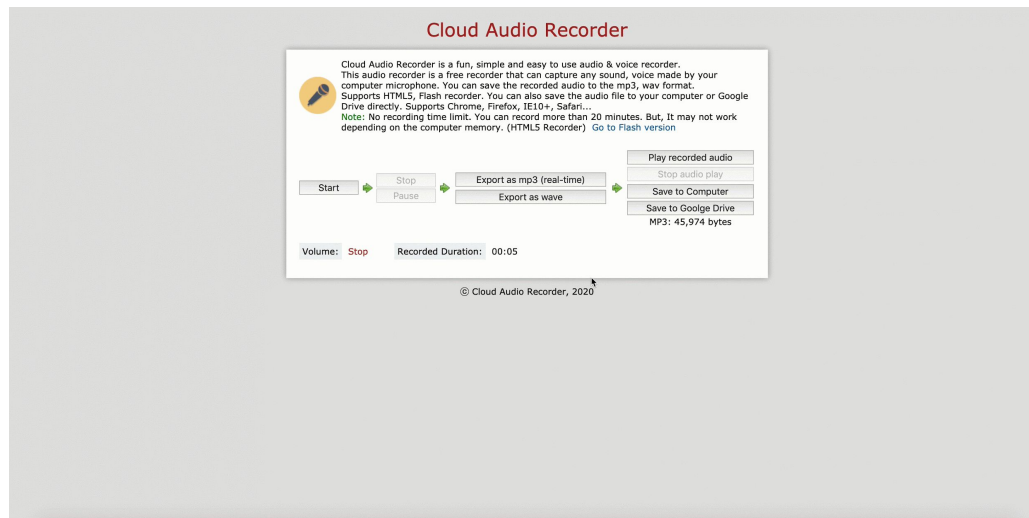 Cloud Audio Recorder
Cloud Audio Recorder is a fun, simple and easy to use audio & voice recorder.
This audio recorder is a free recorder that can capture any sound, voice made by your
computer microphone. You can save the recorded audio to the mp3, wav format.
Supports HTML5, Flash recorder. You can also save the audio file to your computer or Google
Drive directly. Supports Chrome, Firefox, IE10+, Safari...
Note: No recording time limit. You can record more than 20 minutes. But, It may not work
depending on the computer memory. (HTML5 Recorder) Go to Flash version
Start
Stop
Pause
Export as mp3 (real-time)
Export as wave
Play recorded audio
Stop audio play
Save to Computer
Save to Goolge Drive
MP3: 45,974 bytes
Volume: Stop Recorded Duration: 00:05
© Cloud Audio Recorder, 2020